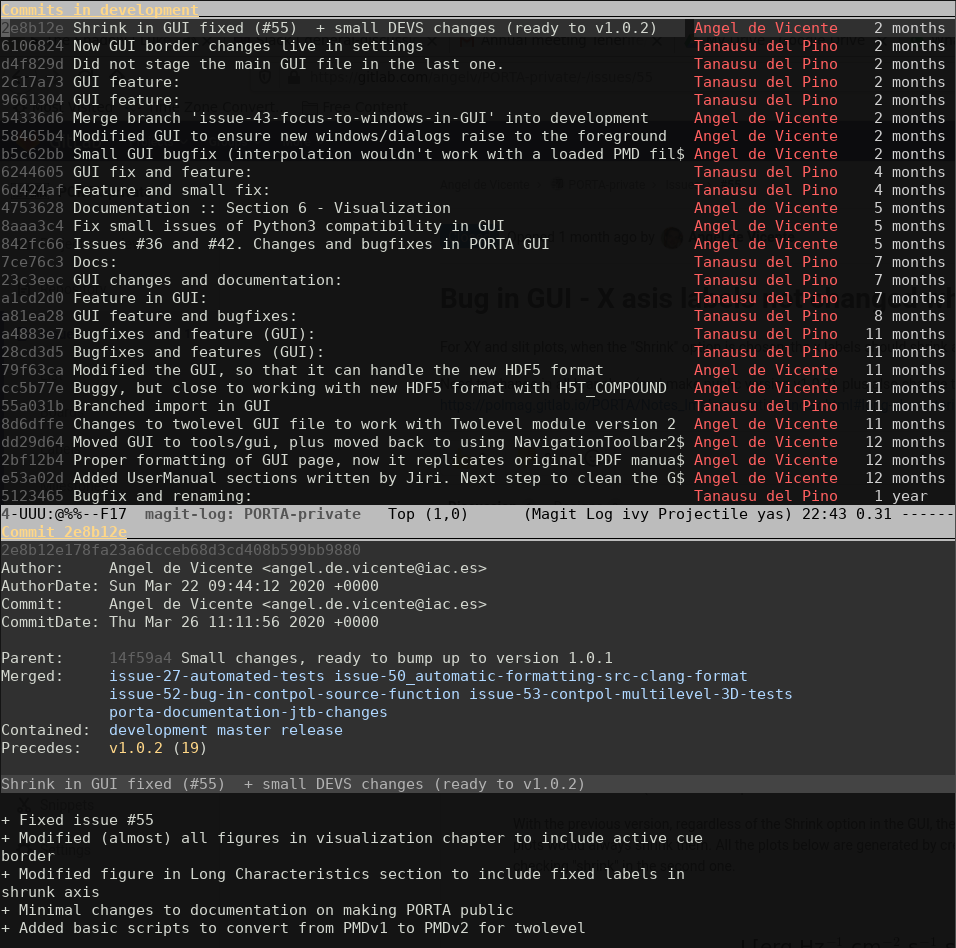 Commits in development
2e8b12e Shrink in GUI fixed (#55)  + small DEVS changes (ready to v1.0.2)    Angel de Vicente    2 months
6106824 Now GUI border changes live in settings    Tanausu del Pino    2 months
d4f829d Did not stage the main GUI file in the last one.    Tanausu del Pino    2 months
2c17a73 GUI feature:    Tanausu del Pino    2 months
9661304 GUI feature:    Tanausu del Pino    2 months
54336d6 Merge branch 'issue-43-focus-to-windows-in-GUI' into development    Angel de Vicente    2 months
58465b4 Modified GUI to ensure new windows/dialogs raise to the foreground    Angel de Vicente    2 months
b5c62bb Small GUI bugfix (interpolation wouldn't work with a loaded PMD fil$ Angel de Vicente    2 months
6244605 GUI fix and feature:    Tanausu del Pino    4 months
6d424af Feature and small fix:    Tanausu del Pino    4 months
4753628 Documentation :: Section 6 - Visualization    Angel de Vicente    5 months
8aaa3c4 Fix small issues of Python3 compatibility in GUI    Angel de Vicente    5 months
842fc66 Issues #36 and #42. Changes and bugfixes in PORTA GUI    Angel de Vicente    5 months
7ce76c3 Docs:    Tanausu del Pino    7 months
23c3eec GUI changes and documentation:    Tanausu del Pino    7 months
a1cd2d0 Feature in GUI:    Tanausu del Pino    7 months
a81ea28 GUI feature and bugfixes:    Tanausu del Pino    8 months
a4883e7 Bugfixes and feature (GUI):    Tanausu del Pino    11 months
28cd3d5 Bugfixes and features (GUI):    Tanausu del Pino    11 months
79f63ca Modified the GUI, so that it can handle the new HDF5 format    Angel de Vicente    11 months
cc5b77e Buggy, but close to working with new HDF5 format with H5T_COMPOUND    Angel de Vicente    11 months
55a031b Branched import in GUI    Tanausu del Pino    11 months
8d6dffe Changes to twolevel GUI file to work with Twolevel module version 2    Angel de Vicente    11 months
dd29d64 Moved GUI to tools/gui, plus moved back to using NavigationToolbar2$ Angel de Vicente    12 months
2bf12b4 Proper formatting of GUI page, now it replicates original PDF manua$ Angel de Vicente    12 months
e53a02d Added UserManual sections written by Jiri. Next step to clean the G$ Angel de Vicente    12 months
5123465 Bugfix and renaming:    Tanausu del Pino    1 year
4-UUU:@%%--F17  magit-log: PORTA-private   Top (1,0)      (Magit Log ivy Projectile yas) 22:43 0.31 ------
Commit 2e8b12e
2e8b12e178fa23a6dcceb68d3cd408b599bb9880
Author:     Angel de Vicente <angel.de.vicente@iac.es>
AuthorDate: Sun Mar 22 09:44:12 2020 +0000
Commit:     Angel de Vicente <angel.de.vicente@iac.es>
CommitDate: Thu Mar 26 11:11:56 2020 +0000
Parent:     14f59a4 Small changes, ready to bump up to version 1.0.1
Merged:     issue-27-automated-tests issue-50_automatic-formatting-src-clang-format
issue-52-bug-in-contpol-source-function issue-53-contpol-multilevel-3D-tests
porta-documentation-jtb-changes
Contained:  development master release
Precedes:   v1.0.2 (19)
Shrink in GUI fixed (#55)  + small DEVS changes (ready to v1.0.2)
+ Fixed issue #55
+ Modified (almost) all figures in visualization chapter to include active cue
border
+ Modified figure in Long Characteristics section to include fixed labels in
shrunk axis
+ Minimal changes to documentation on making PORTA public
+ Added basic scripts to convert from PMDv1 to PMDv2 for twolevel